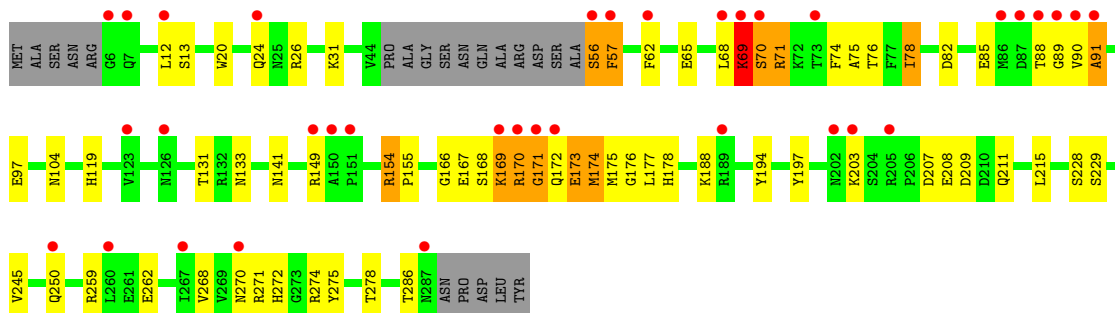 MET ALA SER ASN ARG G6 Q7 L12 S13 W20 Q24 N25 R26 K31 V44 PRO ALA GLY SER ASN GLN ALA ARG ASP SER ALA S56 F57 F62 E65 L68 K69 S70 R71 K72 T73 F74 A75 T76 F77 I78 D82 E85 M86 D87 T88 G89 V90 A91
E97 N104 H119 V123 N126 T131 R132 N133 N141 R149 A150 P151 R154 P155 G166 E167 S168 K169 R170 G171 Q172 E173 M174 M175 G176 L177 H178 K188 R189 Y194 Y197 N202 K203 S204 R205 P206 D207 E208 D209 D210 Q211 L215 S228 S229
V245 Q250 R259 L260 E261 E262 I267 V268 V269 N270 R271 H272 G273 R274 Y275 T278 T286 N287 ASN PRO ASP LEU TYR